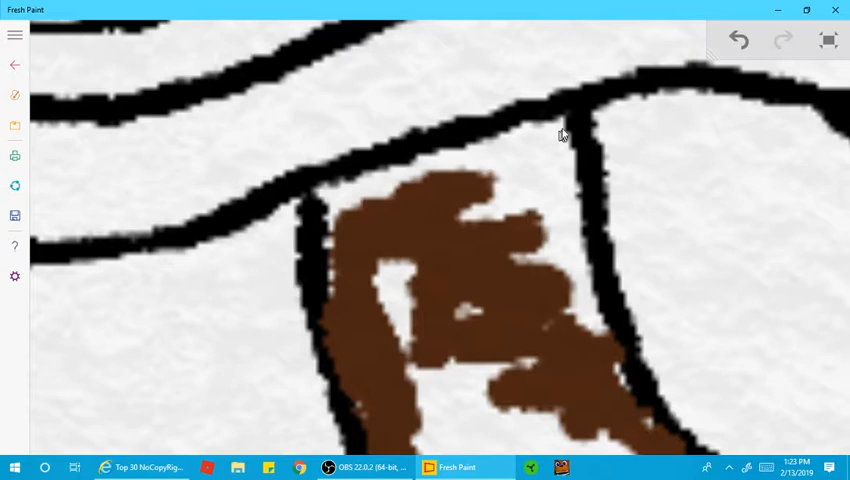 Fresh Paint
Top 30 NoCopyRig...
OBS 22.0.2 (64-bit, ...
Fresh Paint
1:23 PM
2/13/2019